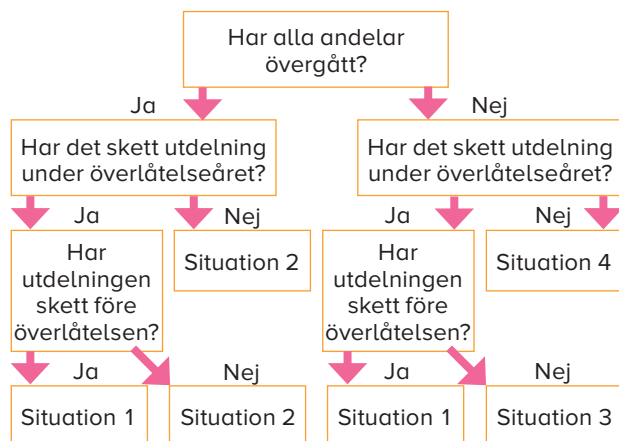 Har alla andelar
övergått?
Ja
Nej
Har det skett utdelning
under överlåtelseåret?
Har det skett utdelning
under överlåtelseåret?
Ja
Nej
Ja
Nej
Har
utdelningen
skett före
överlåtelsen?
Situation 2
Har
utdelningen
skett före
överlåtelsen?
Situation 4
Ja
Nej
Ja
Nej
Situation 1
Situation 2
Situation 1
Situation 3